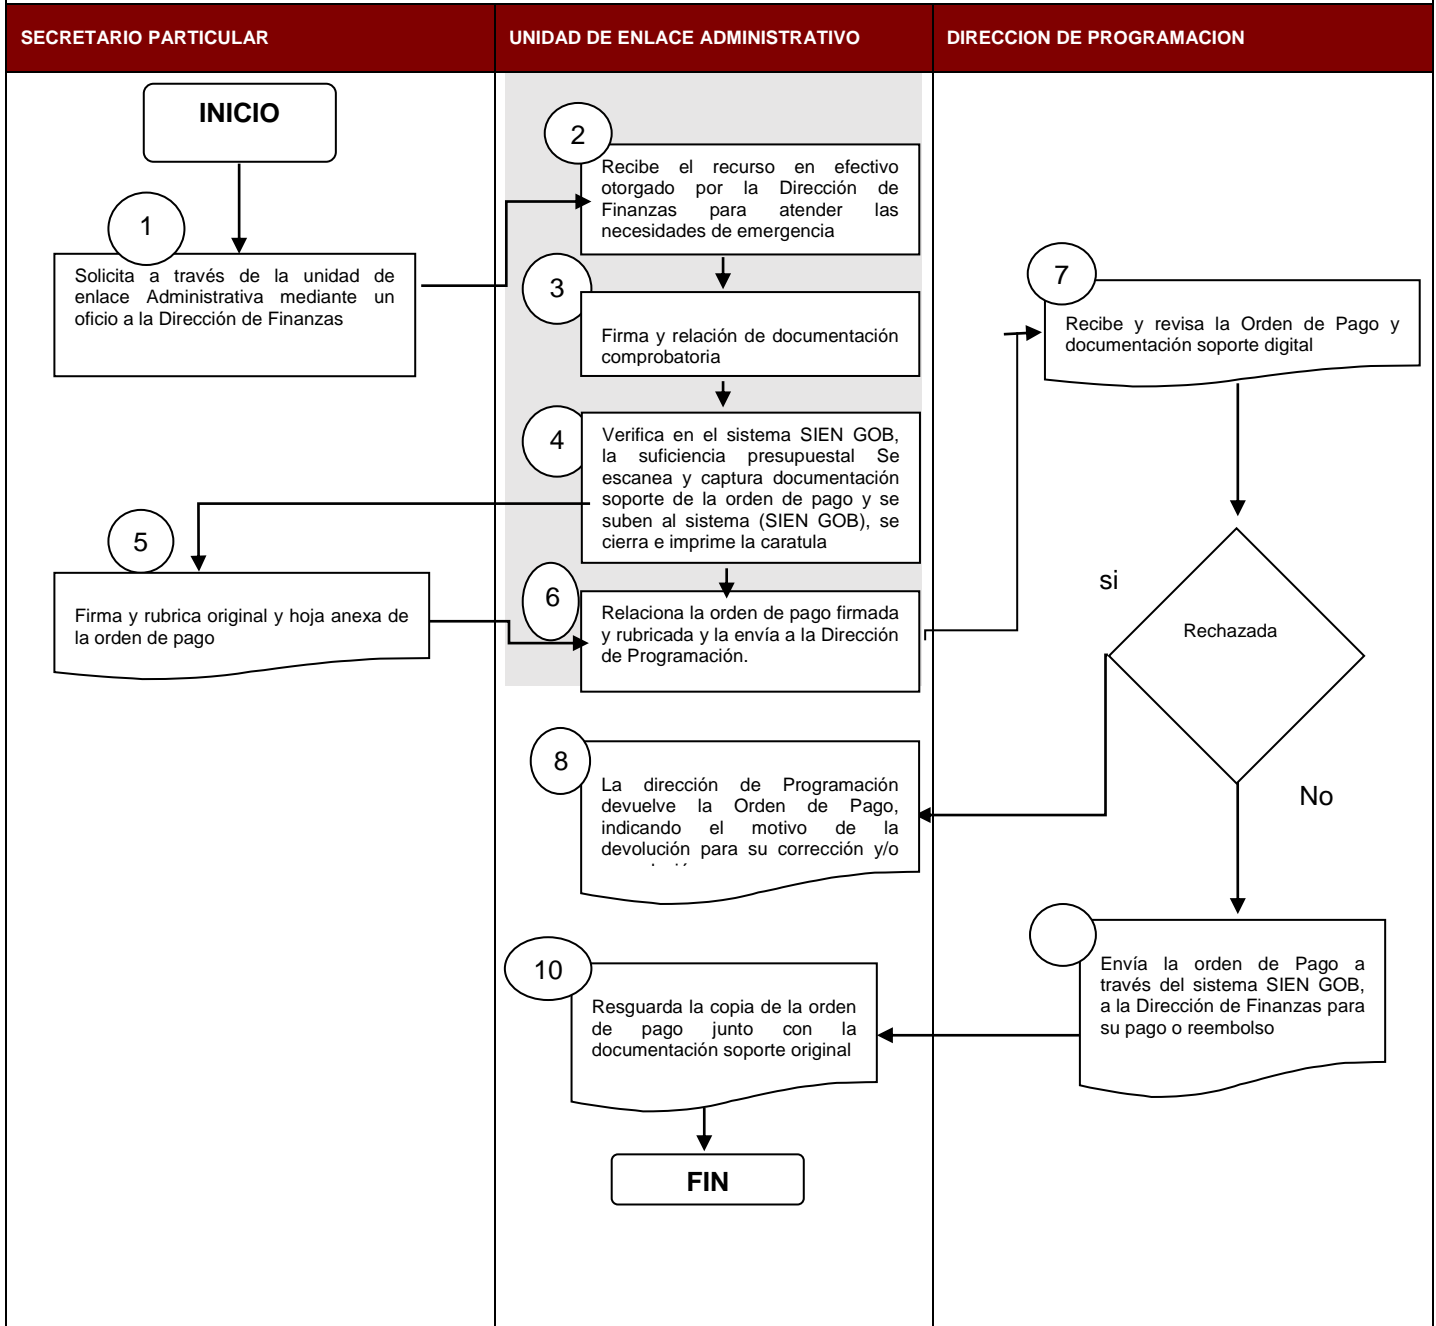 SECRETARIO PARTICULAR
UNIDAD DE ENLACE ADMINISTRATIVO
DIRECCION DE PROGRAMACION
INICIO
1
Solicita a través de la unidad de
enlace Administrativa mediante un
oficio a la Dirección de Finanzas
2
Recibe el recurso en efectivo
otorgado por la Dirección de
Finanzas para atender las
necesidades de emergencia
3
Firma y relación de documentación
comprobatoria
4
Verifica en el sistema SIEN GOB,
la suficiencia presupuestal Se
escanea y captura documentación
soporte de la orden de pago y se
suben al sistema (SIEN GOB), se
cierra e imprime la caratula
5
Firma y rubrica original y hoja anexa de
la orden de pago
6
Relaciona la orden de pago firmada
y rubricada y la envía a la Dirección
de Programación.
7
Recibe y revisa la Orden de Pago y
documentación soporte digital
si
Rechazada
No
8
La dirección de Programación
devuelve la Orden de Pago,
indicando el motivo de la
devolución para su corrección y/o
Envía la orden de Pago a
través del sistema SIEN GOB,
a la Dirección de Finanzas para
su pago o reembolso
10
Resguarda la copia de la orden
de pago junto con la
documentación soporte original
FIN